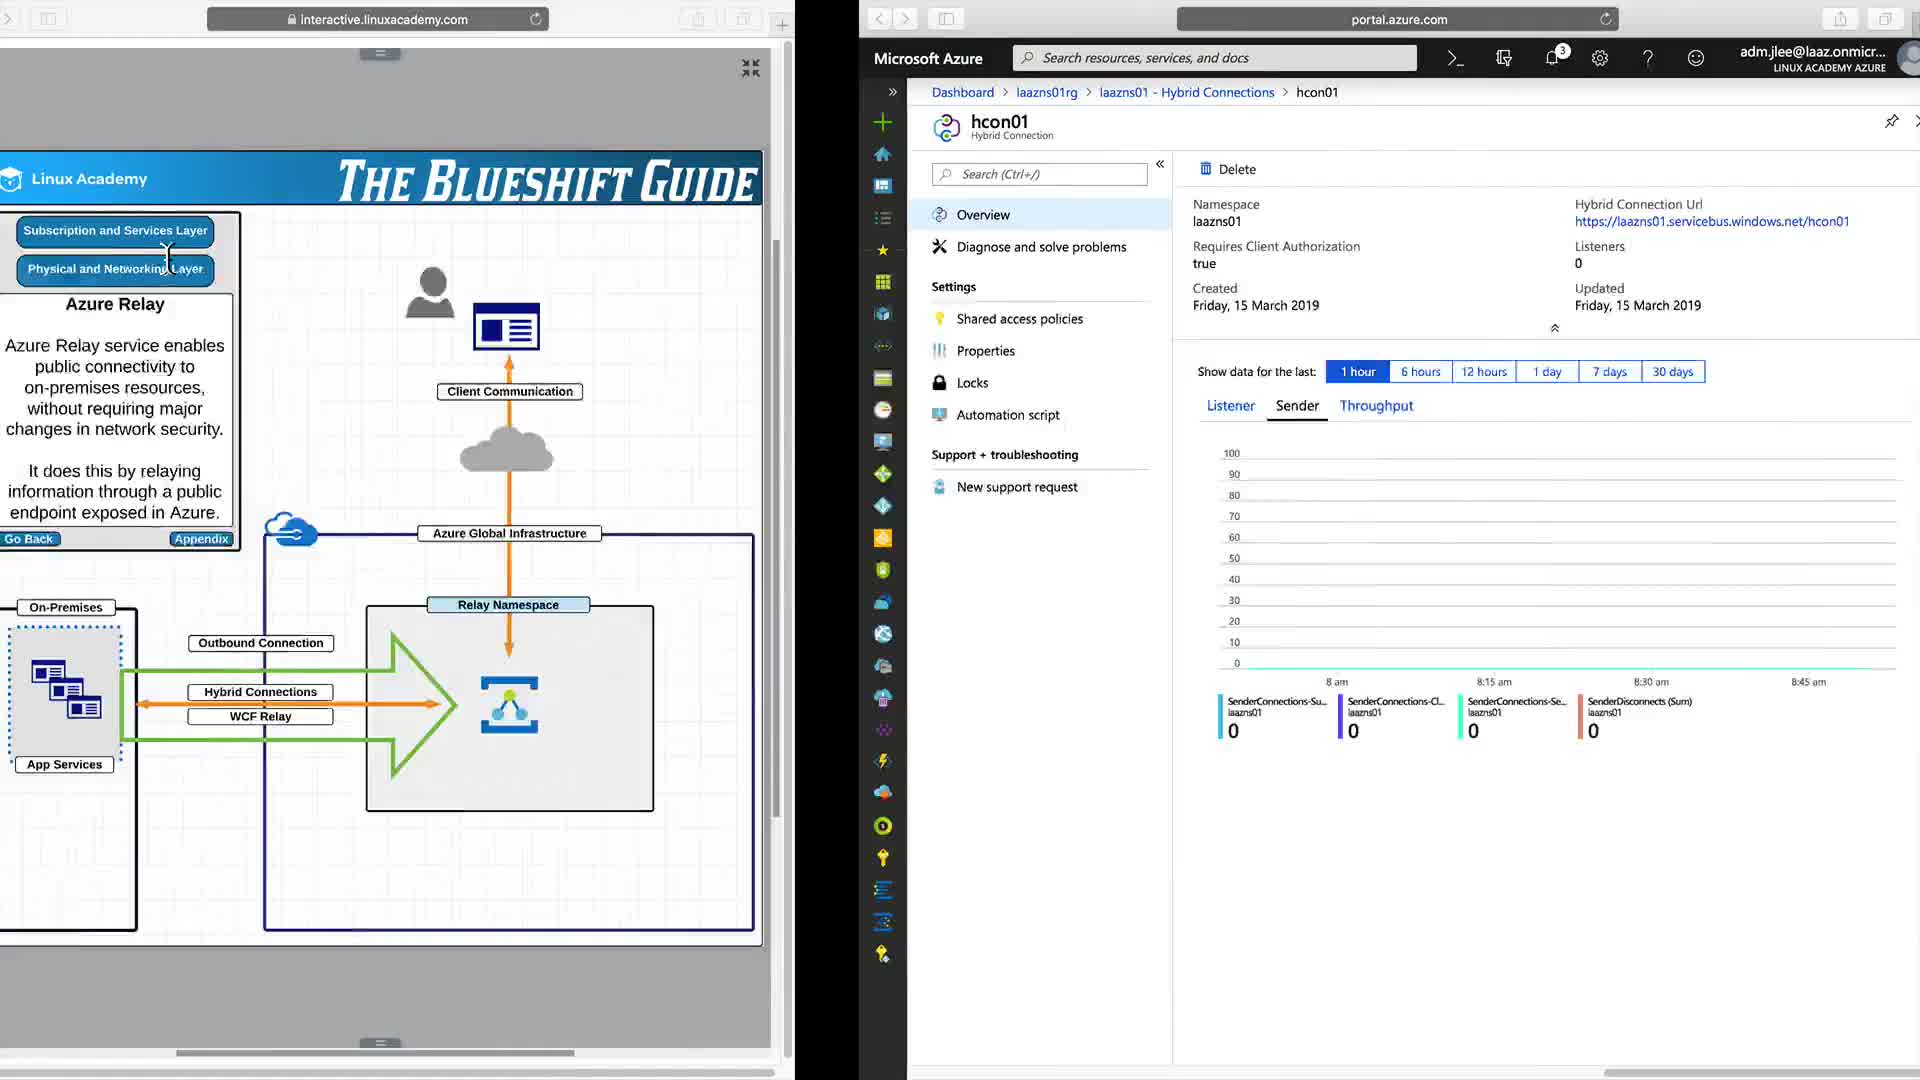 interactive.linuxacademy.com
Linux Academy
THE BLUESHIFT GUIDE
Subscription and Services Layer
Physical and Networking Layer
Azure Relay
Azure Relay service enables
public connectivity to
on-premises resources,
without requiring major
changes in network security.
It does this by relaying
information through a public
endpoint exposed in Azure.
Go Back
Appendix
Client Communication
Azure Global Infrastructure
Relay Namespace
On-Premises
Outbound Connection
Hybrid Connections
WCF Relay
App Services
portal.azure.com
Microsoft Azure
Search resources, services, and docs
3
adm.jlee@laaz.onmicr...
LINUX ACADEMY AZURE
Dashboard > laazns01rg > laazns01 - Hybrid Connections > hcon01
hcon01
Hybrid Connection
Search (Ctrl+/)
Overview
Diagnose and solve problems
Settings
Shared access policies
Properties
Locks
Automation script
Support + troubleshooting
New support request
Delete
Namespace
laazns01
Requires Client Authorization
true
Created
Friday, 15 March 2019
Hybrid Connection Url
https://laazns01.servicebus.windows.net/hcon01
Listeners
0
Updated
Friday, 15 March 2019
Show data for the last: 1 hour 6 hours 12 hours 1 day 7 days 30 days
Listener Sender Throughput
100
90
80
70
60
50
40
30
20
10
0
8 am 8:15 am 8:30 am 8:45 am
SenderConnections-Su...
laazns01
0
SenderConnections-Cl...
laazns01
0
SenderConnections-Se...
laazns01
0
SenderDisconnects (Sum)
laazns01
0